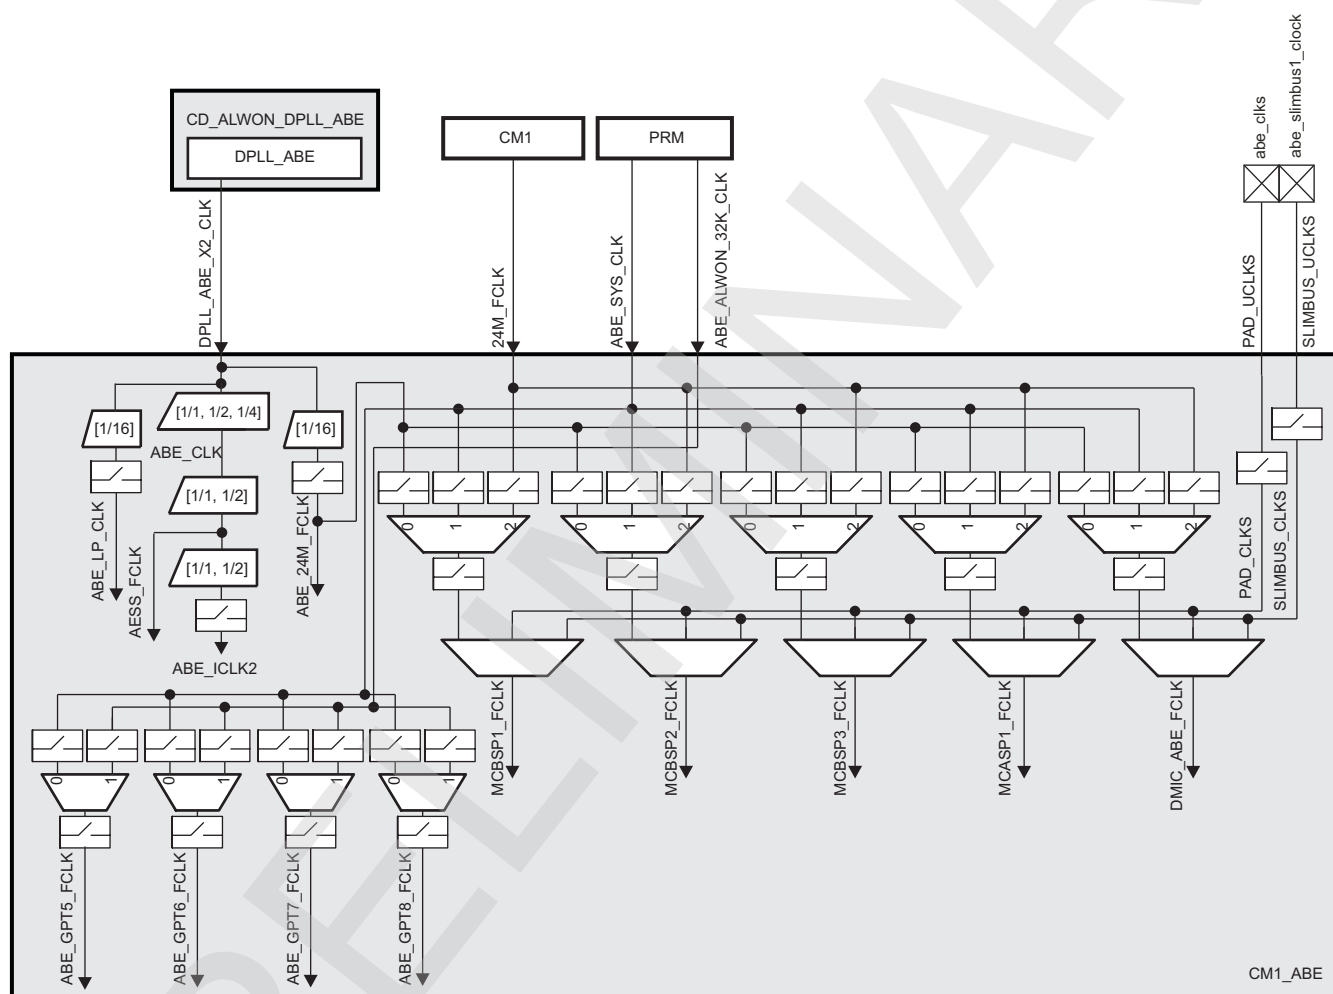 abe_clks
abe_slimbus1_clock
CD_ALWON_DPLL_ABE
DPLL_ABE
CM1
PRM
DPLL_ABE_X2_CLK
24M_FCLK
ABE_SYS_CLK
ABE_ALWON_32K_CLK
PAD_UCLKS
SLIMBUS_UCLKS
[1/16]
[1/1, 1/2, 1/4]
[1/16]
ABE_CLK
[1/1, 1/2]
[1/1, 1/2]
ABE_LP_CLK
AESS_FCLK
ABE_24M_FCLK
ABE_ICLK2
0 1 2
0 1 2
0 1 2
0 1 2
0 1 2
PAD_CLKS
SLIMBUS_CLKS
MCBSP1_FCLK
MCBSP2_FCLK
MCBSP3_FCLK
MCASP1_FCLK
DMIC_ABE_FCLK
0 1
0 1
0 1
0 1
ABE_GPT5_FCLK
ABE_GPT6_FCLK
ABE_GPT7_FCLK
ABE_GPT8_FCLK
CM1_ABE
PRELIMINARY